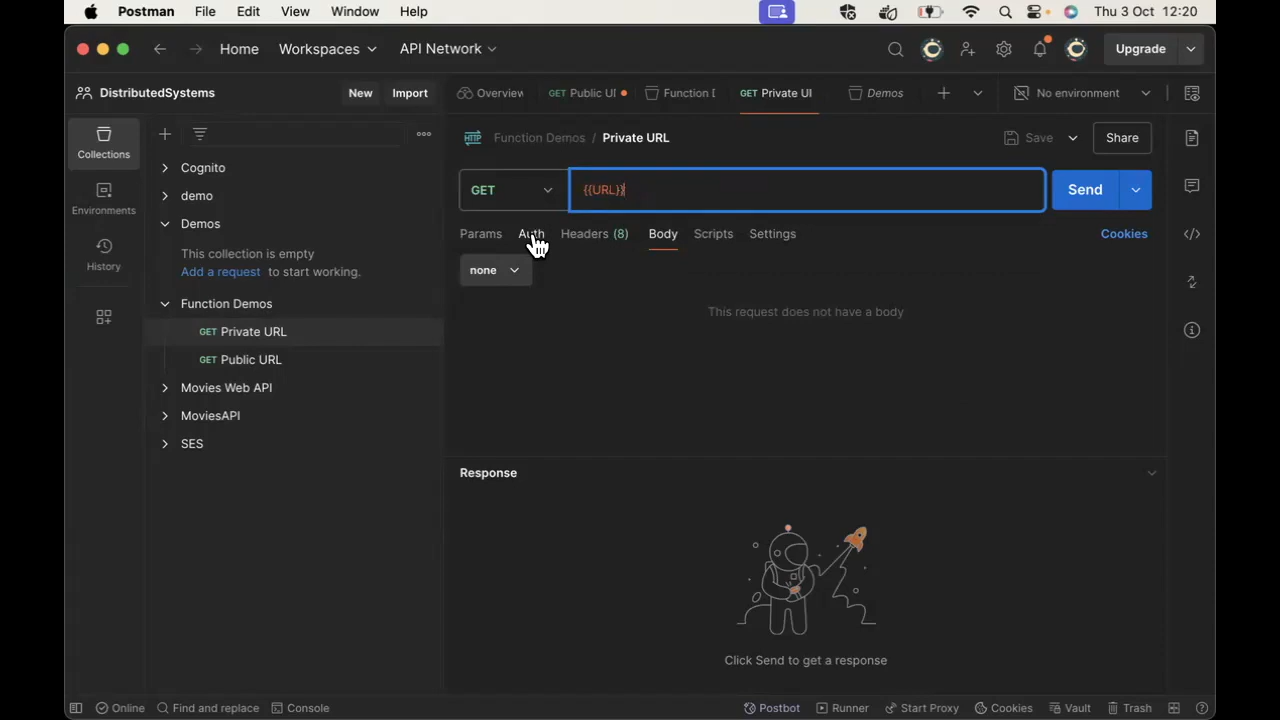 Postman File Edit View Window Help Thu 3 Oct 12:20
Home Workspaces API Network Upgrade
DistributedSystems New Import Overview GET Public UI Function GET Private UI Demos No environment
Collections
Environments
History
Cognito
demo
Demos
This collection is empty
Add a request to start working.
Function Demos
GET Private URL
GET Public URL
Movies Web API
MoviesAPI
SES
HTTP Function Demos / Private URL Save Share
GET {{URL}} Send
Params Auth Headers (8) Body Scripts Settings Cookies
none
This request does not have a body
Response
Click Send to get a response
Online Find and replace Console Postbot Runner Start Proxy Cookies Vault Trash